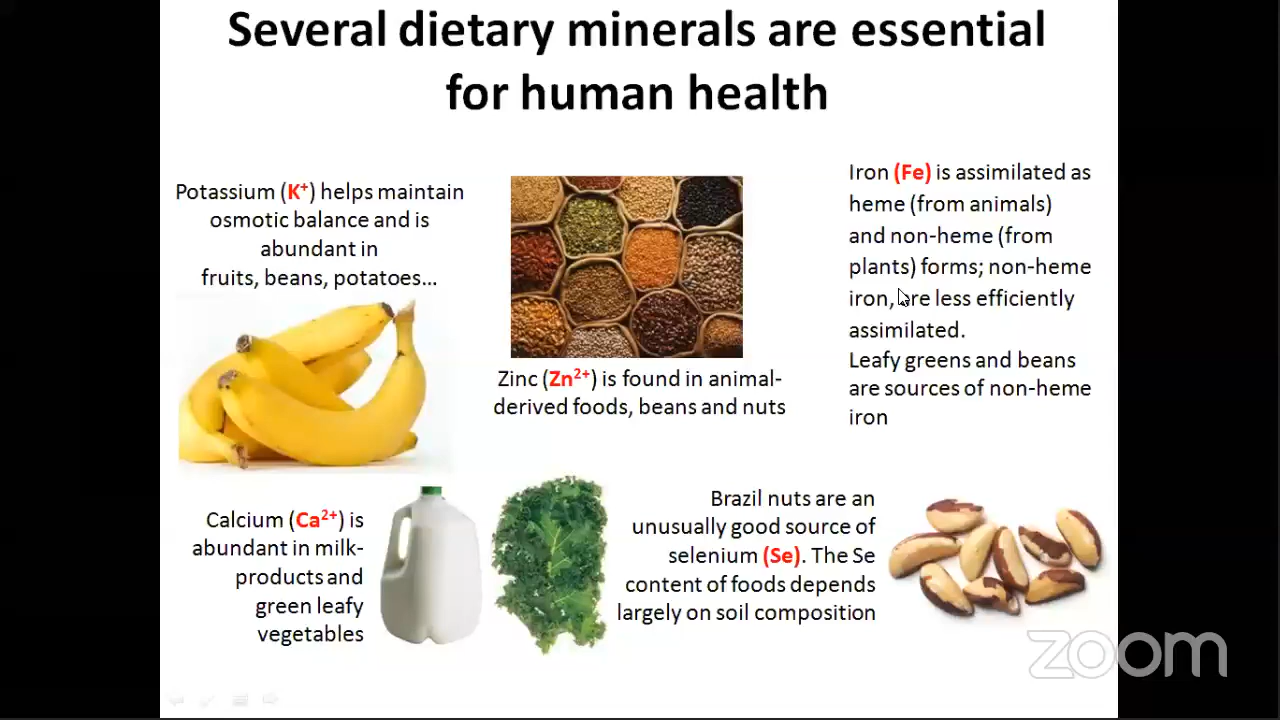 Several dietary minerals are essential
for human health
Potassium (K⁺) helps maintain
osmotic balance and is
abundant in
fruits, beans, potatoes…
Zinc (Zn²⁺) is found in animal-
derived foods, beans and nuts
Iron (Fe) is assimilated as
heme (from animals)
and non-heme (from
plants) forms; non-heme
iron, are less efficiently
assimilated.
Leafy greens and beans
are sources of non-heme
iron
Calcium (Ca²⁺) is
abundant in milk-
products and
green leafy
vegetables
Brazil nuts are an
unusually good source of
selenium (Se). The Se
content of foods depends
largely on soil composition
zoom